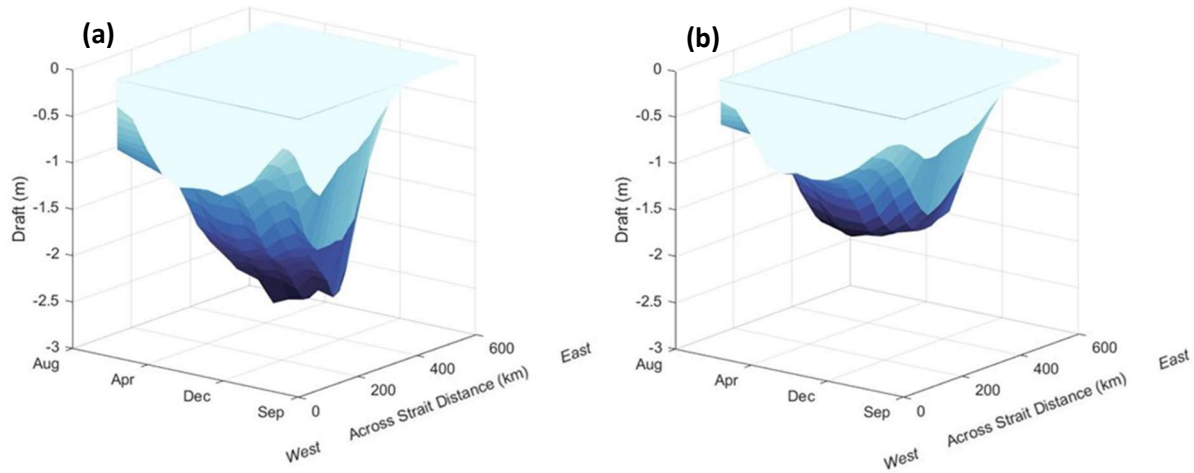 (a)
0
-0.5
-1
-1.5
-2
-2.5
-3
Draft (m)
Aug
Apr
Dec
Sep
0
200
400
600
West
Across Strait Distance (km)
East
(b)
0
-0.5
-1
-1.5
-2
-2.5
-3
Draft (m)
Aug
Apr
Dec
Sep
0
200
400
600
West
Across Strait Distance (km)
East